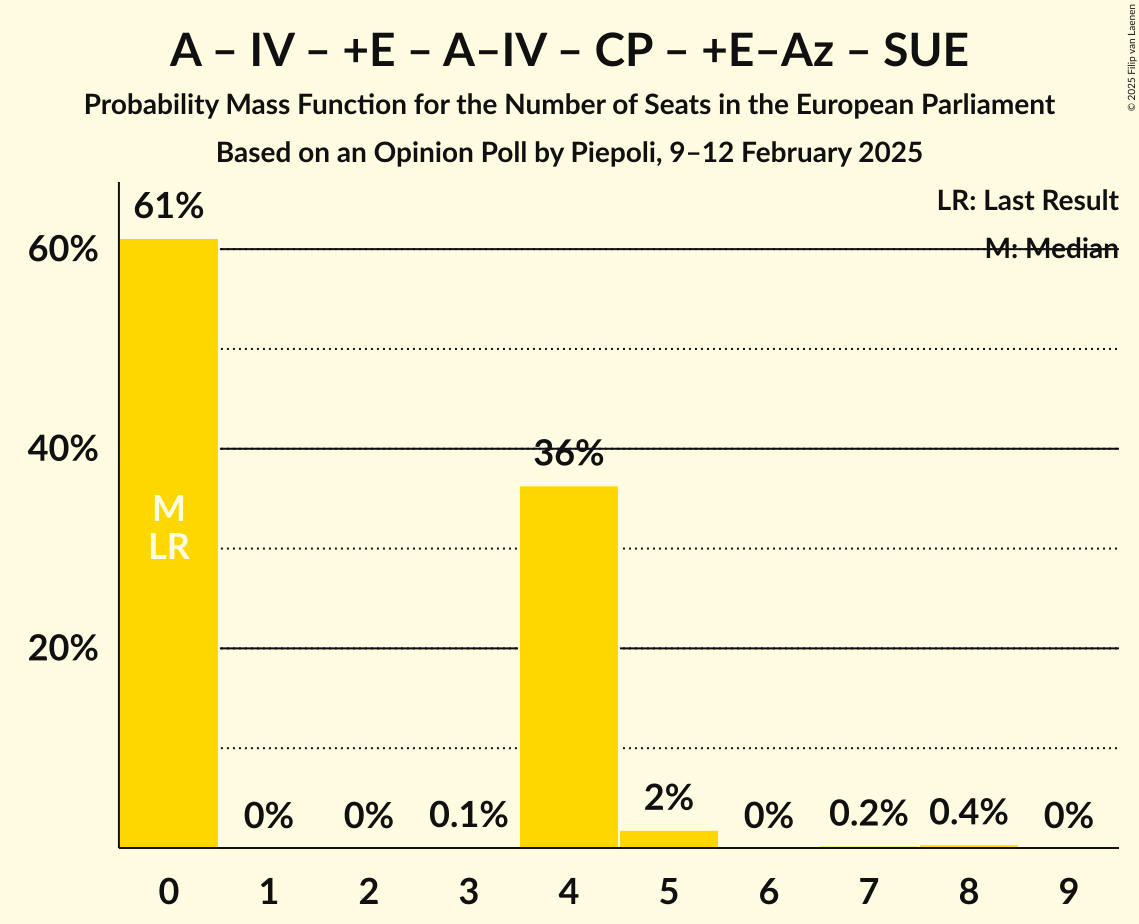 A – IV – +E – A–IV – CP – +E–Az – SUE
Probability Mass Function for the Number of Seats in the European Parliament
Based on an Opinion Poll by Piepoli, 9–12 February 2025
© 2025 Filip van Laenen
LR: Last Result
M: Median
61%
60%
40%
20%
M
LR
0%
0%
0.1%
36%
2%
0%
0.2%
0.4%
0%
0 1 2 3 4 5 6 7 8 9